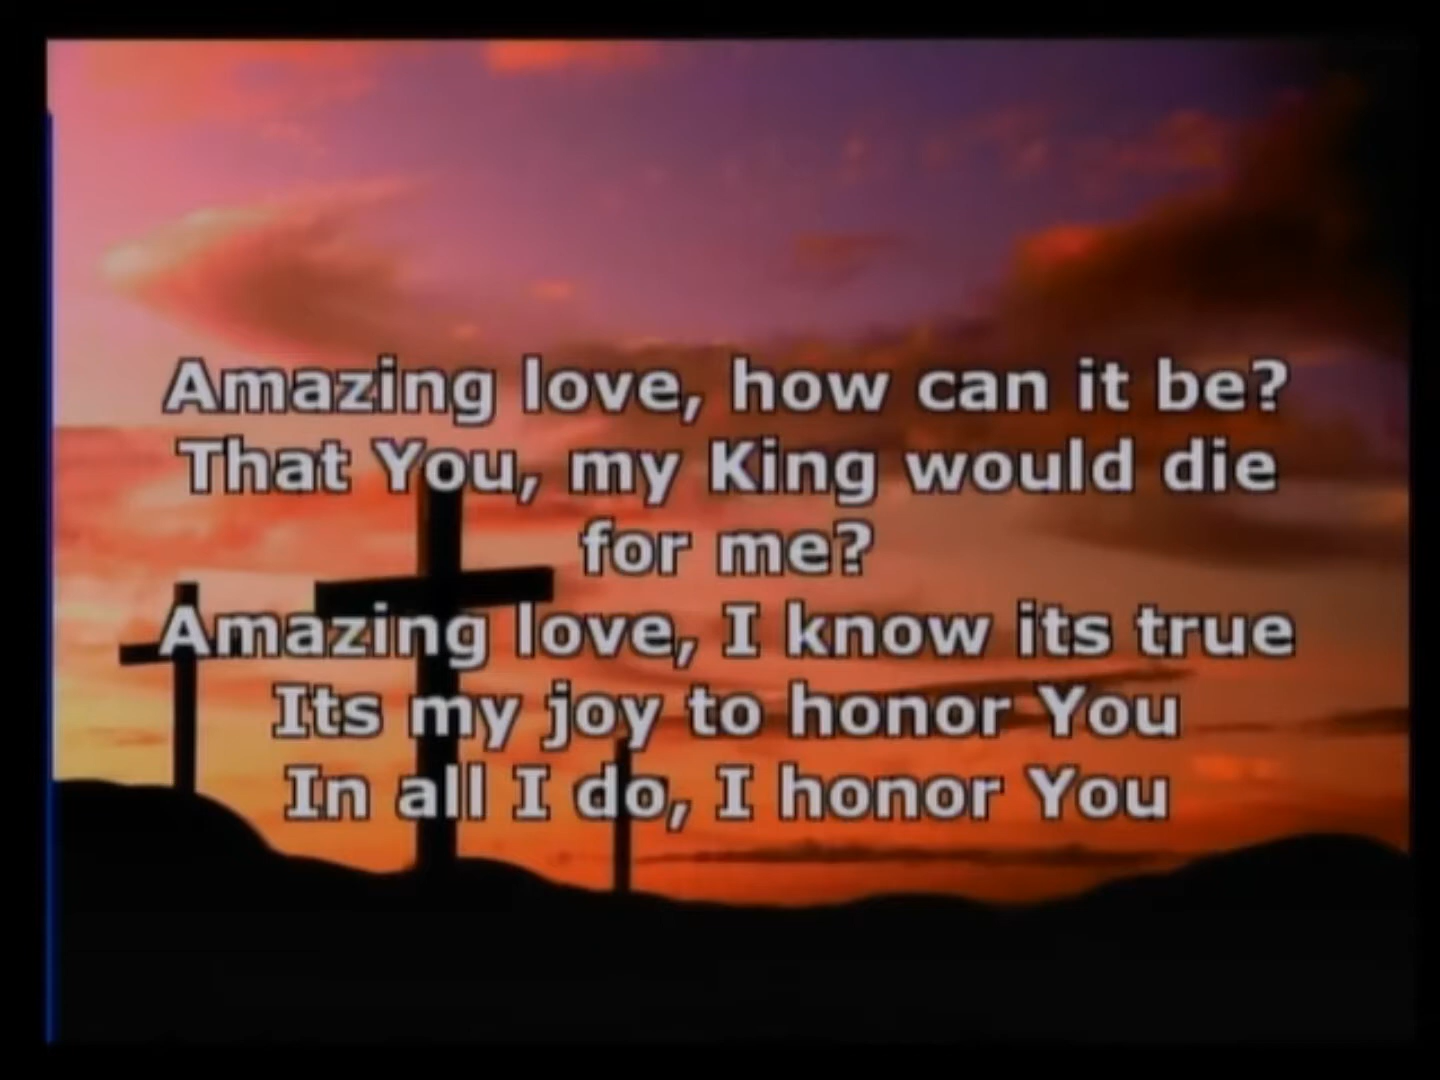 Amazing love, how can it be?
That You, my King would die
for me?
Amazing love, I know its true
Its my joy to honor You
In all I do, I honor You